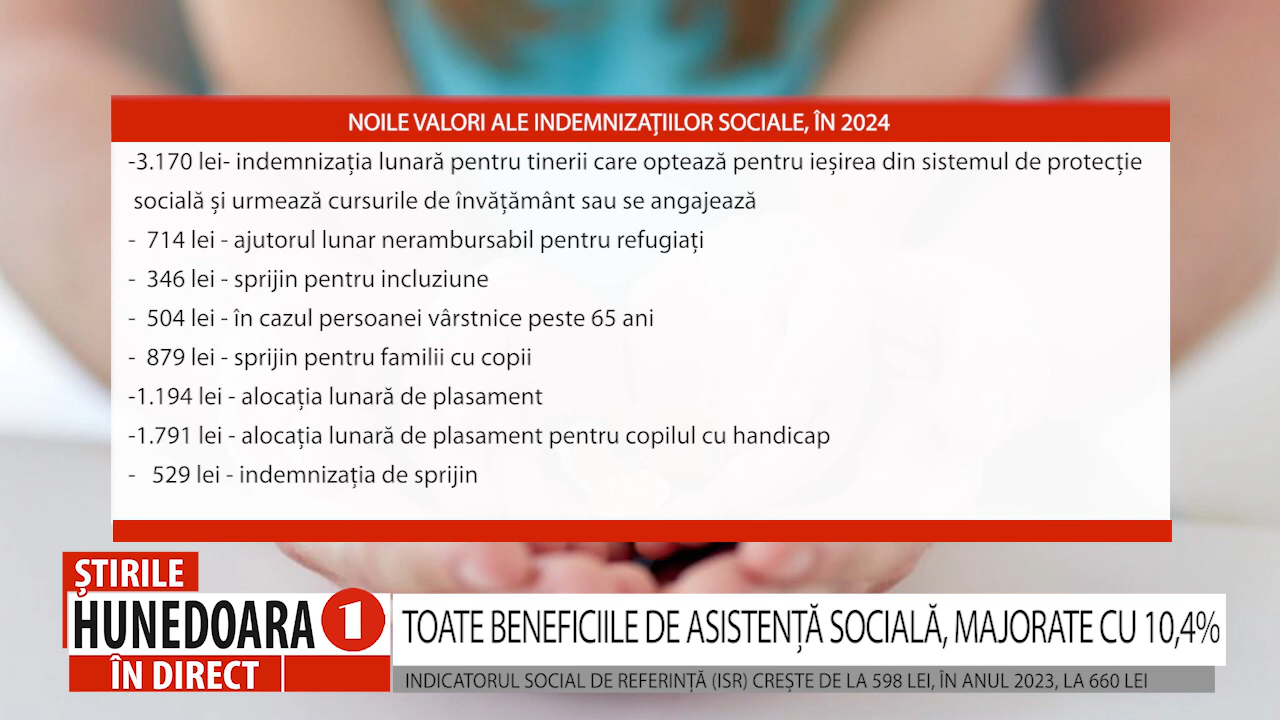 NOILE VALORI ALE INDEMNIZAȚIILOR SOCIALE, ÎN 2024
-3.170 lei- indemnizația lunară pentru tinerii care optează pentru ieșirea din sistemul de protecție
socială și urmează cursurile de învățământ sau se angajează
- 714 lei - ajutorul lunar nerambursabil pentru refugiați
- 346 lei - sprijin pentru incluziune
- 504 lei - în cazul persoanei vârstnice peste 65 ani
- 879 lei - sprijin pentru familii cu copii
-1.194 lei - alocația lunară de plasament
-1.791 lei - alocația lunară de plasament pentru copilul cu handicap
- 529 lei - indemnizația de sprijin
ȘTIRILE
HUNEDOARA 1
ÎN DIRECT
TOATE BENEFICIILE DE ASISTENȚĂ SOCIALĂ, MAJORATE CU 10,4%
INDICATORUL SOCIAL DE REFERINȚĂ (ISR) CREȘTE DE LA 598 LEI, ÎN ANUL 2023, LA 660 LEI